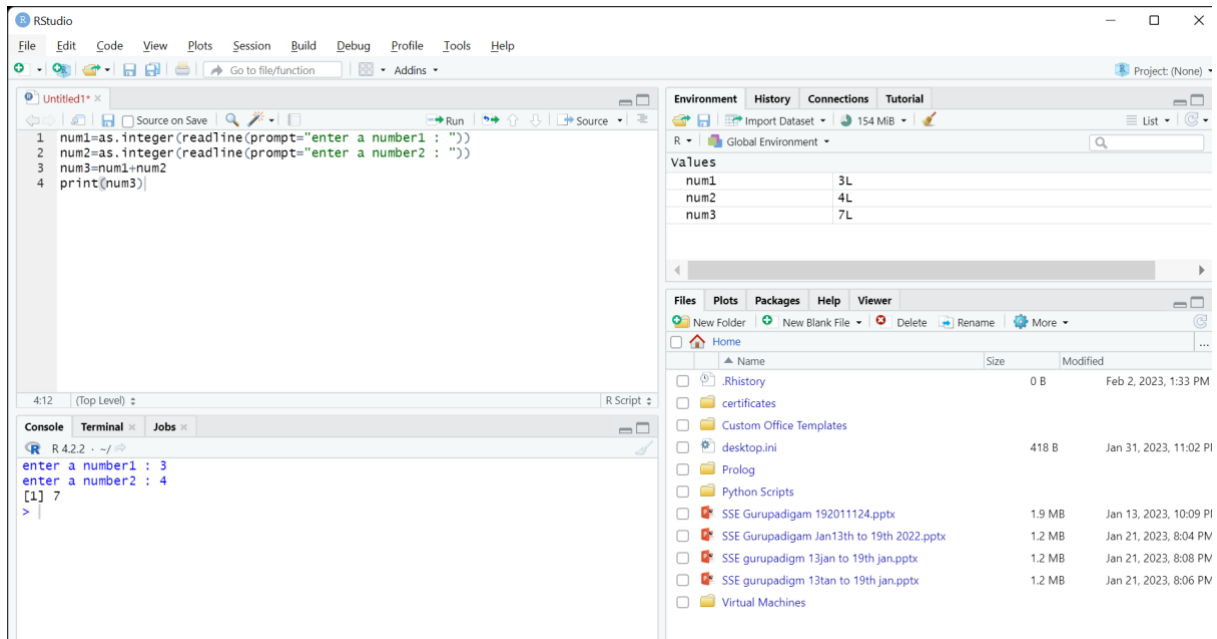 RStudio
File Edit Code View Plots Session Build Debug Profile Tools Help
Go to file/function Addins Project: (None)
Untitled1*
Source on Save Run Source
1 num1=as.integer(readline(prompt="enter a number1 : "))
2 num2=as.integer(readline(prompt="enter a number2 : "))
3 num3=num1+num2
4 print(num3)
4:12 (Top Level) R Script
Console Terminal Jobs
R 4.2.2 · ~/
enter a number1 : 3
enter a number2 : 4
[1] 7
>
Environment History Connections Tutorial
Import Dataset 154 MiB List
R Global Environment
Values
num1 3L
num2 4L
num3 7L
Files Plots Packages Help Viewer
New Folder New Blank File Delete Rename More
Home ...
Name Size Modified
.Rhistory 0 B Feb 2, 2023, 1:33 PM
certificates
Custom Office Templates
desktop.ini 418 B Jan 31, 2023, 11:02 P
Prolog
Python Scripts
SSE Gurupadigam 192011124.pptx 1.9 MB Jan 13, 2023, 10:09 P
SSE Gurupadigam Jan13th to 19th 2022.pptx 1.2 MB Jan 21, 2023, 8:04 PM
SSE gurupadigm 13jan to 19th jan.pptx 1.2 MB Jan 21, 2023, 8:08 PM
SSE gurupadigm 13tan to 19th jan.pptx 1.2 MB Jan 21, 2023, 8:06 PM
Virtual Machines